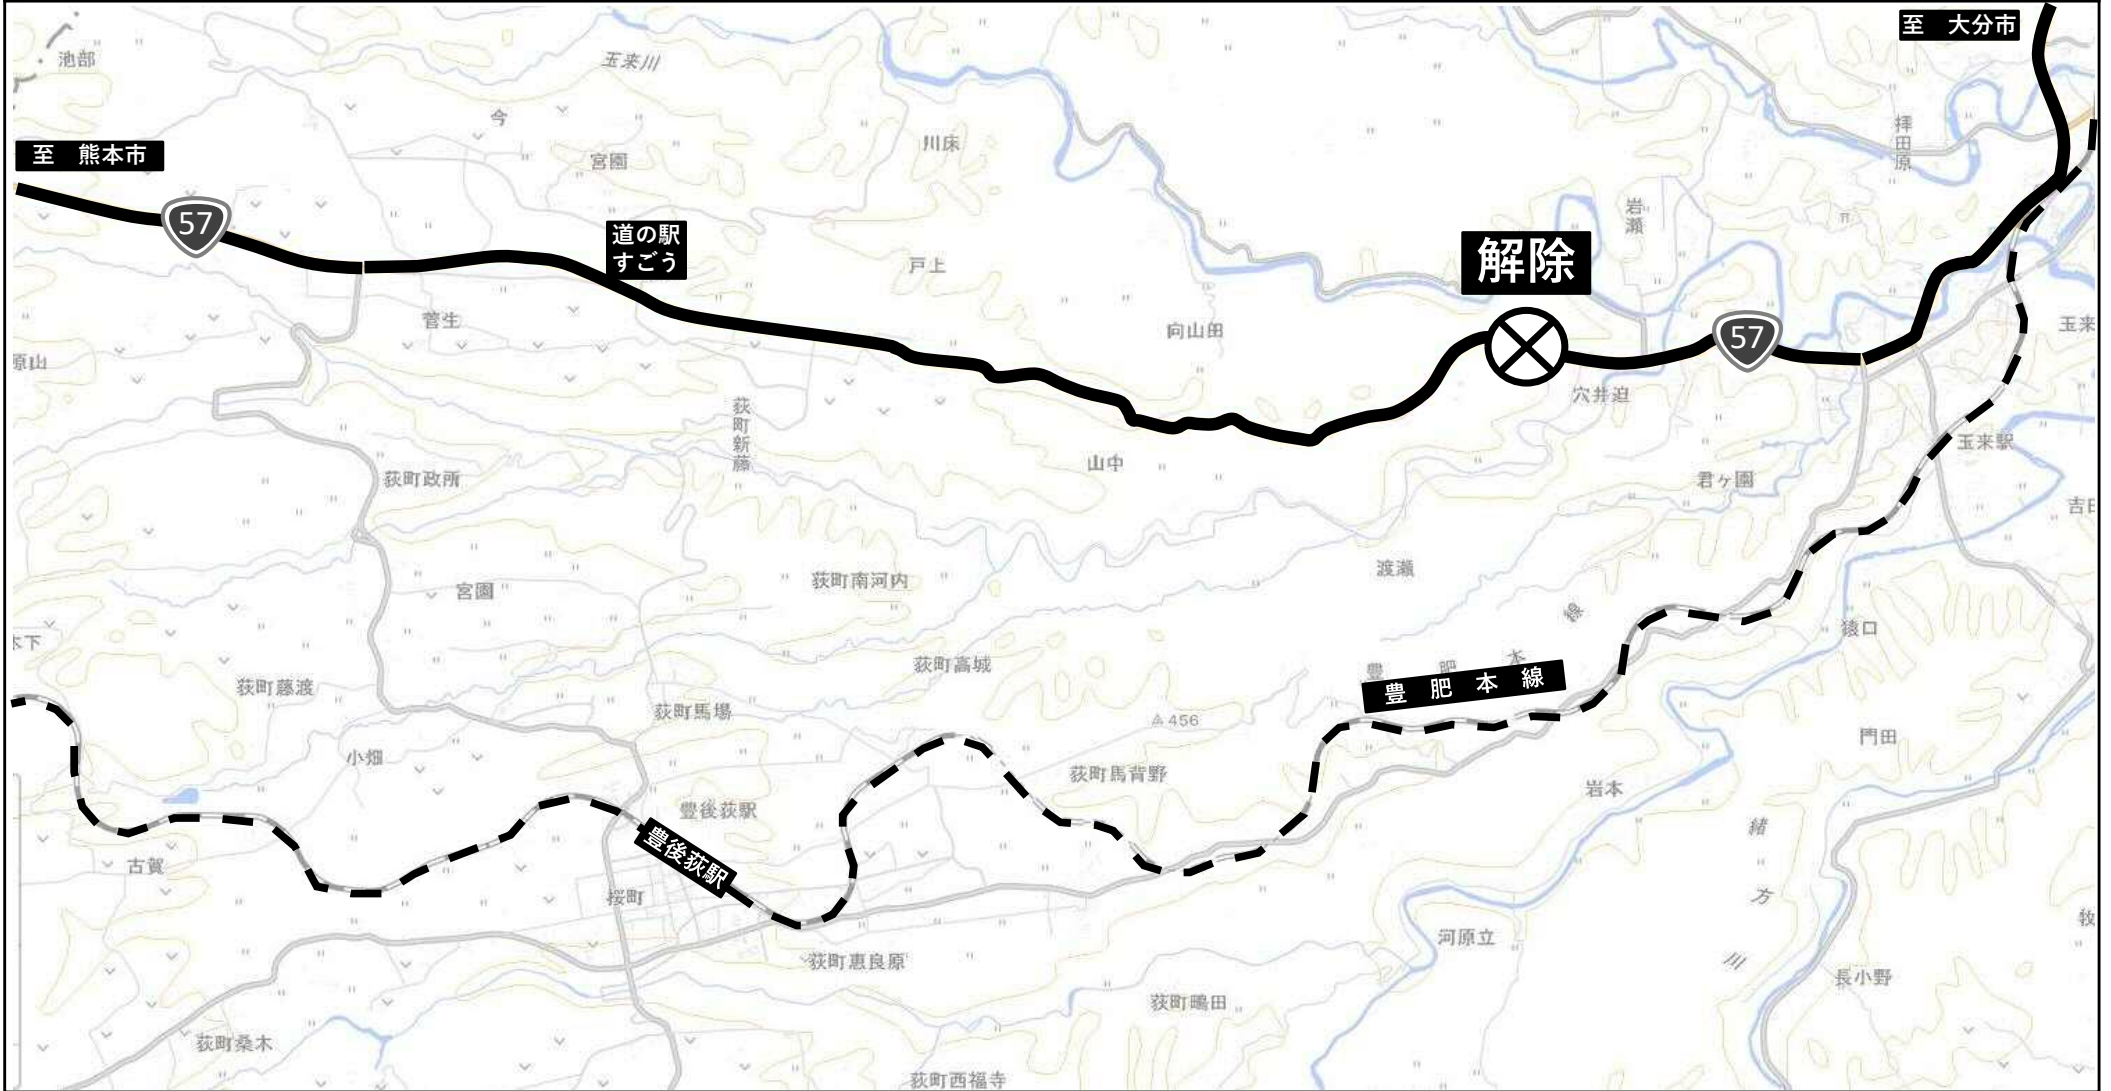 至　大分市
池部
玉来川
今
拝田原
川床
至　熊本市
宮園
岩瀬
57
道の駅
すごう
解除
戸上
菅生
向山田
57
玉来
原山
穴井迫
荻町新藤
玉来駅
山中
荻町政所
君ヶ園
渡瀬
荻町南河内
宮園
線
猿口
木下
本
荻町高城
肥
豊
豊 肥 本 線
荻町藤渡
荻町馬場
456
門田
小畑
荻町馬背野
岩本
豊後荻駅
緒
豊後荻駅
古賀
桜町
方
牧
河原立
荻町恵良原
川
長小野
荻町鴫田
荻町桑木
荻町西福寺